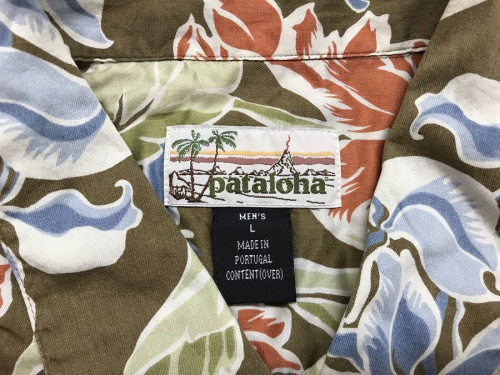 pataloha
MEN'S
L
MADE IN
PORTUGAL
CONTENT(OVER)